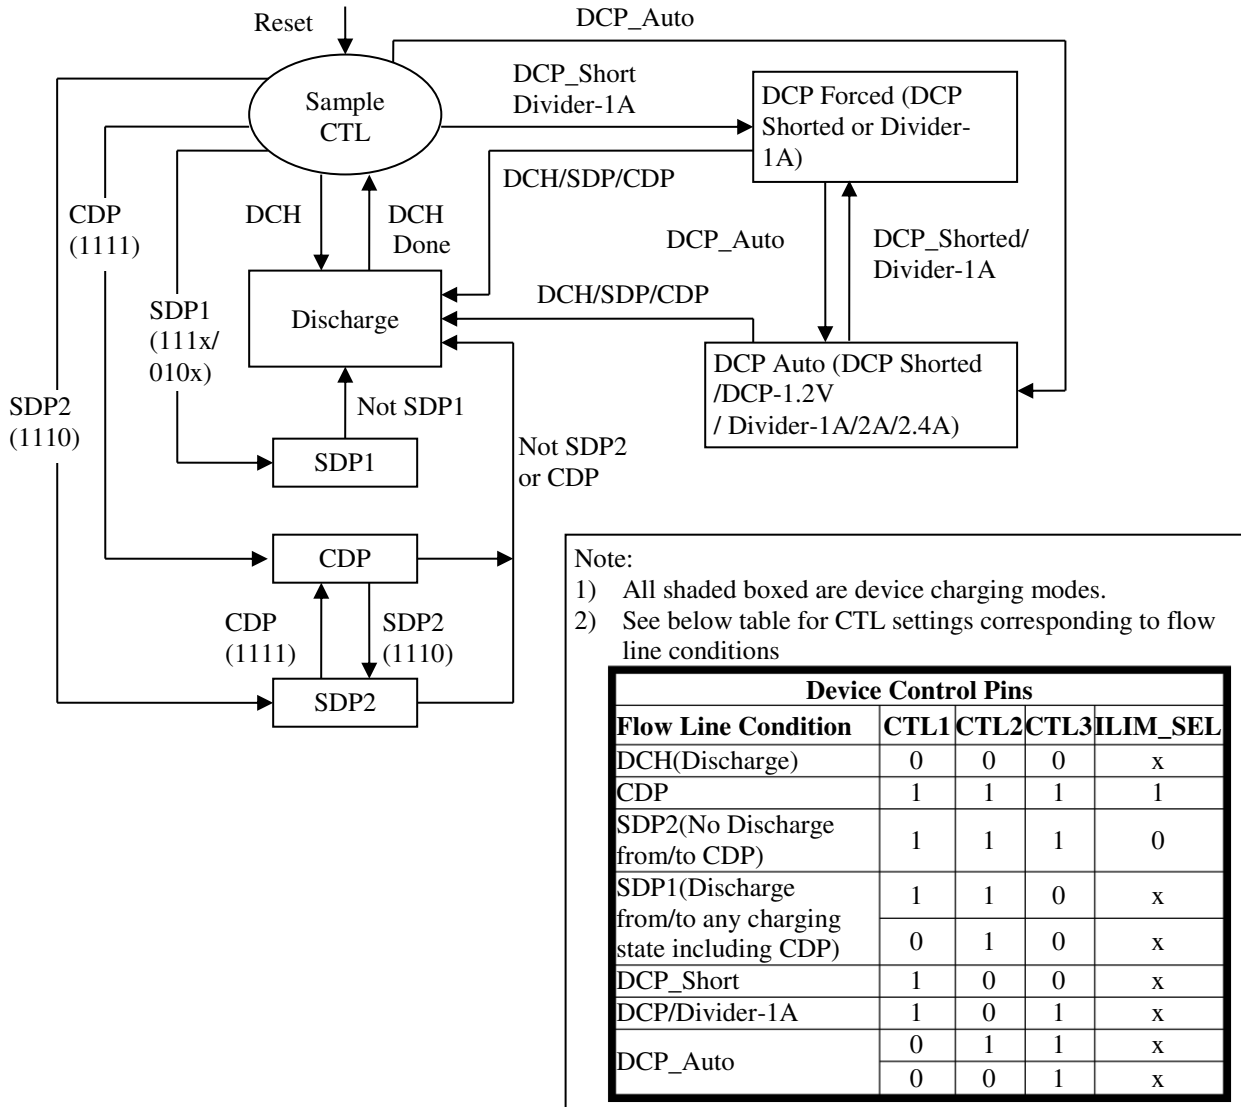 Reset
DCP_Auto
Sample
CTL
DCP_Short
Divider-1A
DCP Forced (DCP
Shorted or Divider-
1A)
DCH/SDP/CDP
CDP
(1111)
DCH
DCH
Done
DCP_Auto
DCP_Shorted/
Divider-1A
SDP1
(111x/
010x)
Discharge
DCH/SDP/CDP
DCP Auto (DCP Shorted
/DCP-1.2V
/ Divider-1A/2A/2.4A)
SDP2
(1110)
Not SDP1
SDP1
Not SDP2
or CDP
CDP
CDP
(1111)
SDP2
(1110)
SDP2
Note:
1) All shaded boxed are device charging modes.
2) See below table for CTL settings corresponding to flow
line conditions
Device Control Pins
Flow Line Condition CTL1 CTL2 CTL3 ILIM_SEL
DCH(Discharge) 0 0 0 x
CDP 1 1 1 1
SDP2(No Discharge
from/to CDP) 1 1 1 0
SDP1(Discharge
from/to any charging
state including CDP)
1 1 0 x
0 1 0 x
DCP_Short 1 0 0 x
DCP/Divider-1A 1 0 1 x
DCP_Auto
0 1 1 x
0 0 1 x